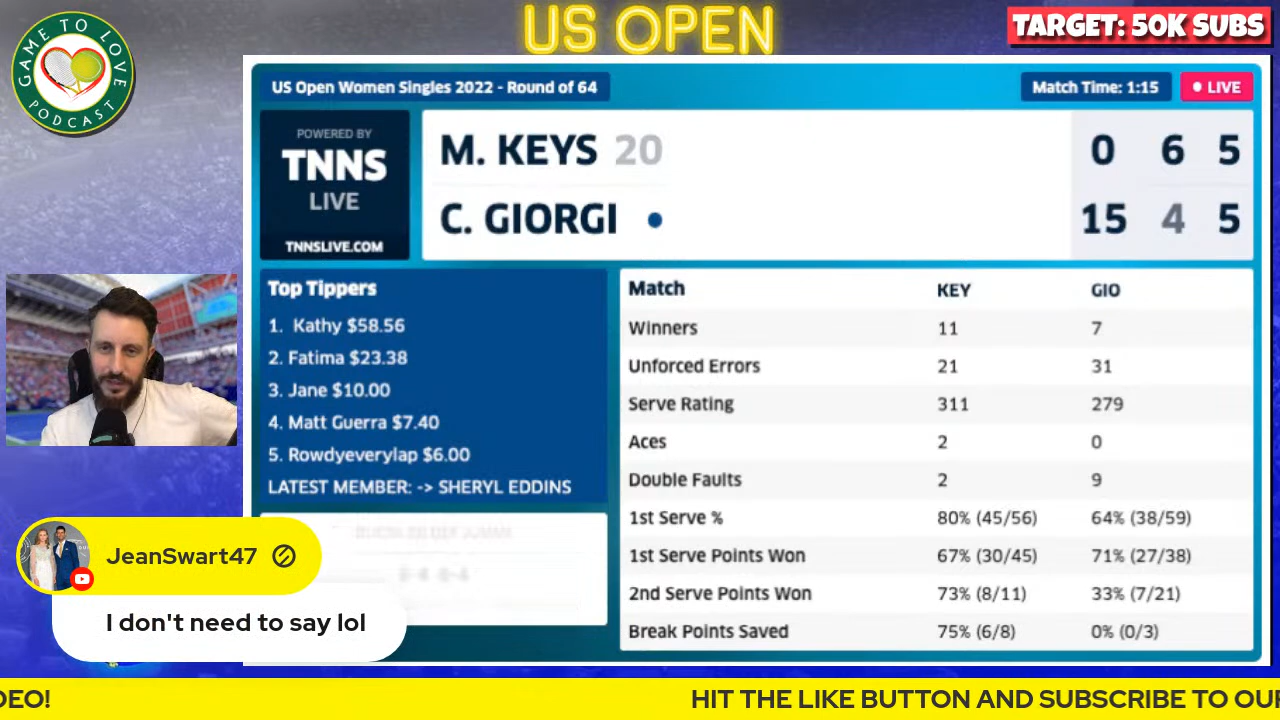 GAME TO LOVE
PODCAST
US OPEN
TARGET: 50K SUBS
US Open Women Singles 2022 - Round of 64
Match Time: 1:15
LIVE
POWERED BY
TNNS
LIVE
TNNSLIVE.COM
M. KEYS 20 0 6 5
C. GIORGI 15 4 5
Top Tippers
1. Kathy $58.56
2. Fatima $23.38
3. Jane $10.00
4. Matt Guerra $7.40
5. Rowdyeverylap $6.00
LATEST MEMBER: -> SHERYL EDDINS
Match KEY GIO
Winners 11 7
Unforced Errors 21 31
Serve Rating 311 279
Aces 2 0
Double Faults 2 9
1st Serve % 80% (45/56) 64% (38/59)
1st Serve Points Won 67% (30/45) 71% (27/38)
2nd Serve Points Won 73% (8/11) 33% (7/21)
Break Points Saved 75% (6/8) 0% (0/3)
JeanSwart47
I don't need to say lol
DEO! HIT THE LIKE BUTTON AND SUBSCRIBE TO OU